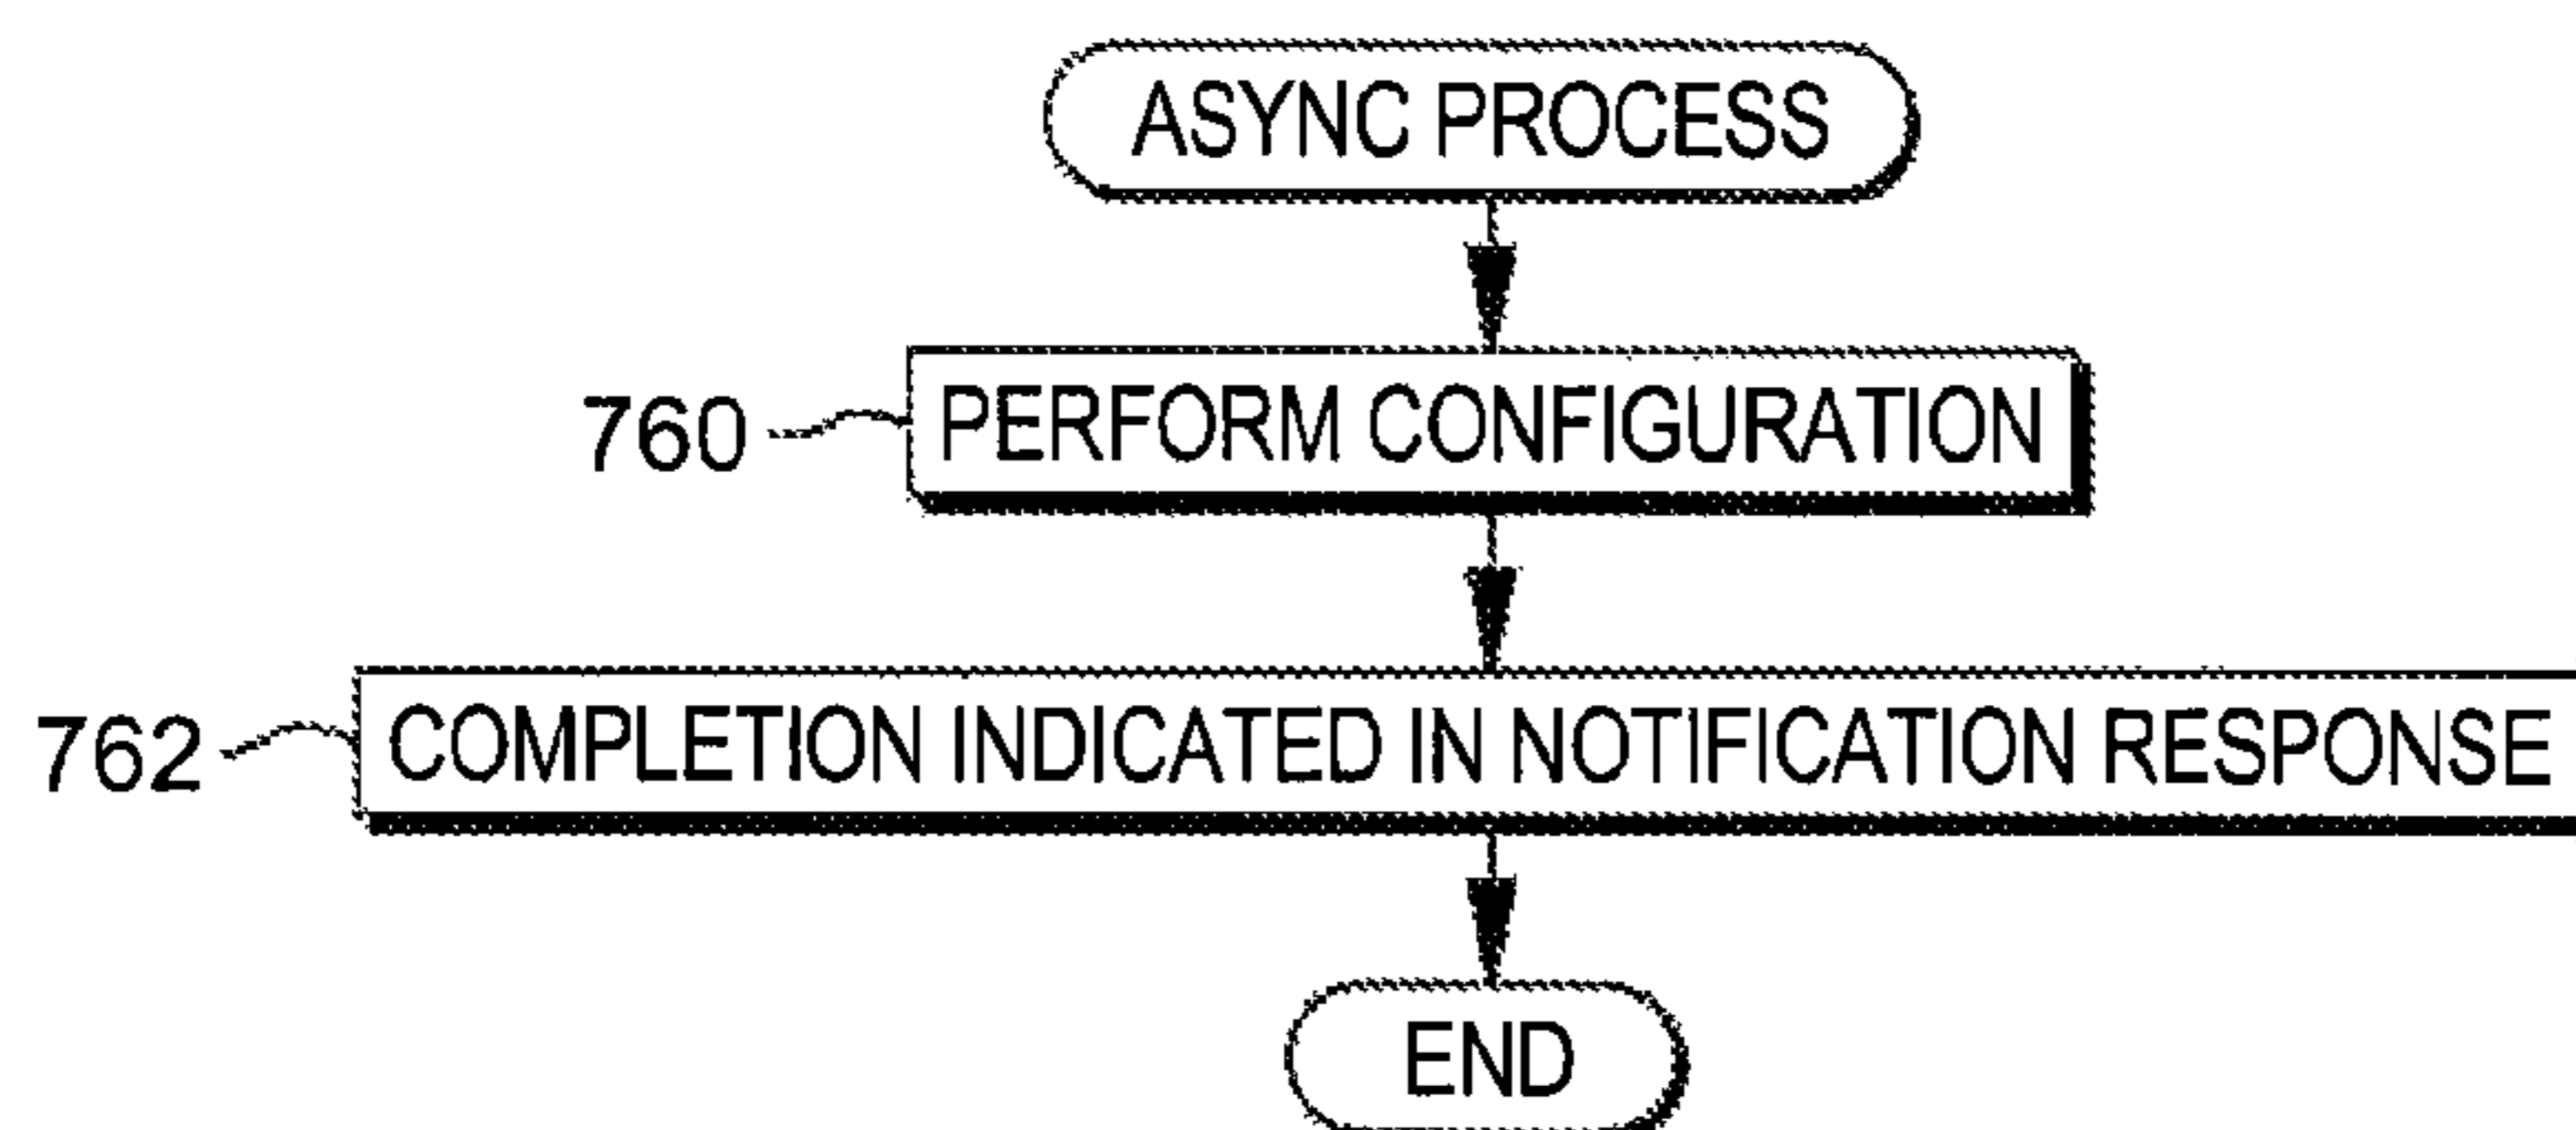 ASYNC PROCESS
760 PERFORM CONFIGURATION
762 COMPLETION INDICATED IN NOTIFICATION RESPONSE
END